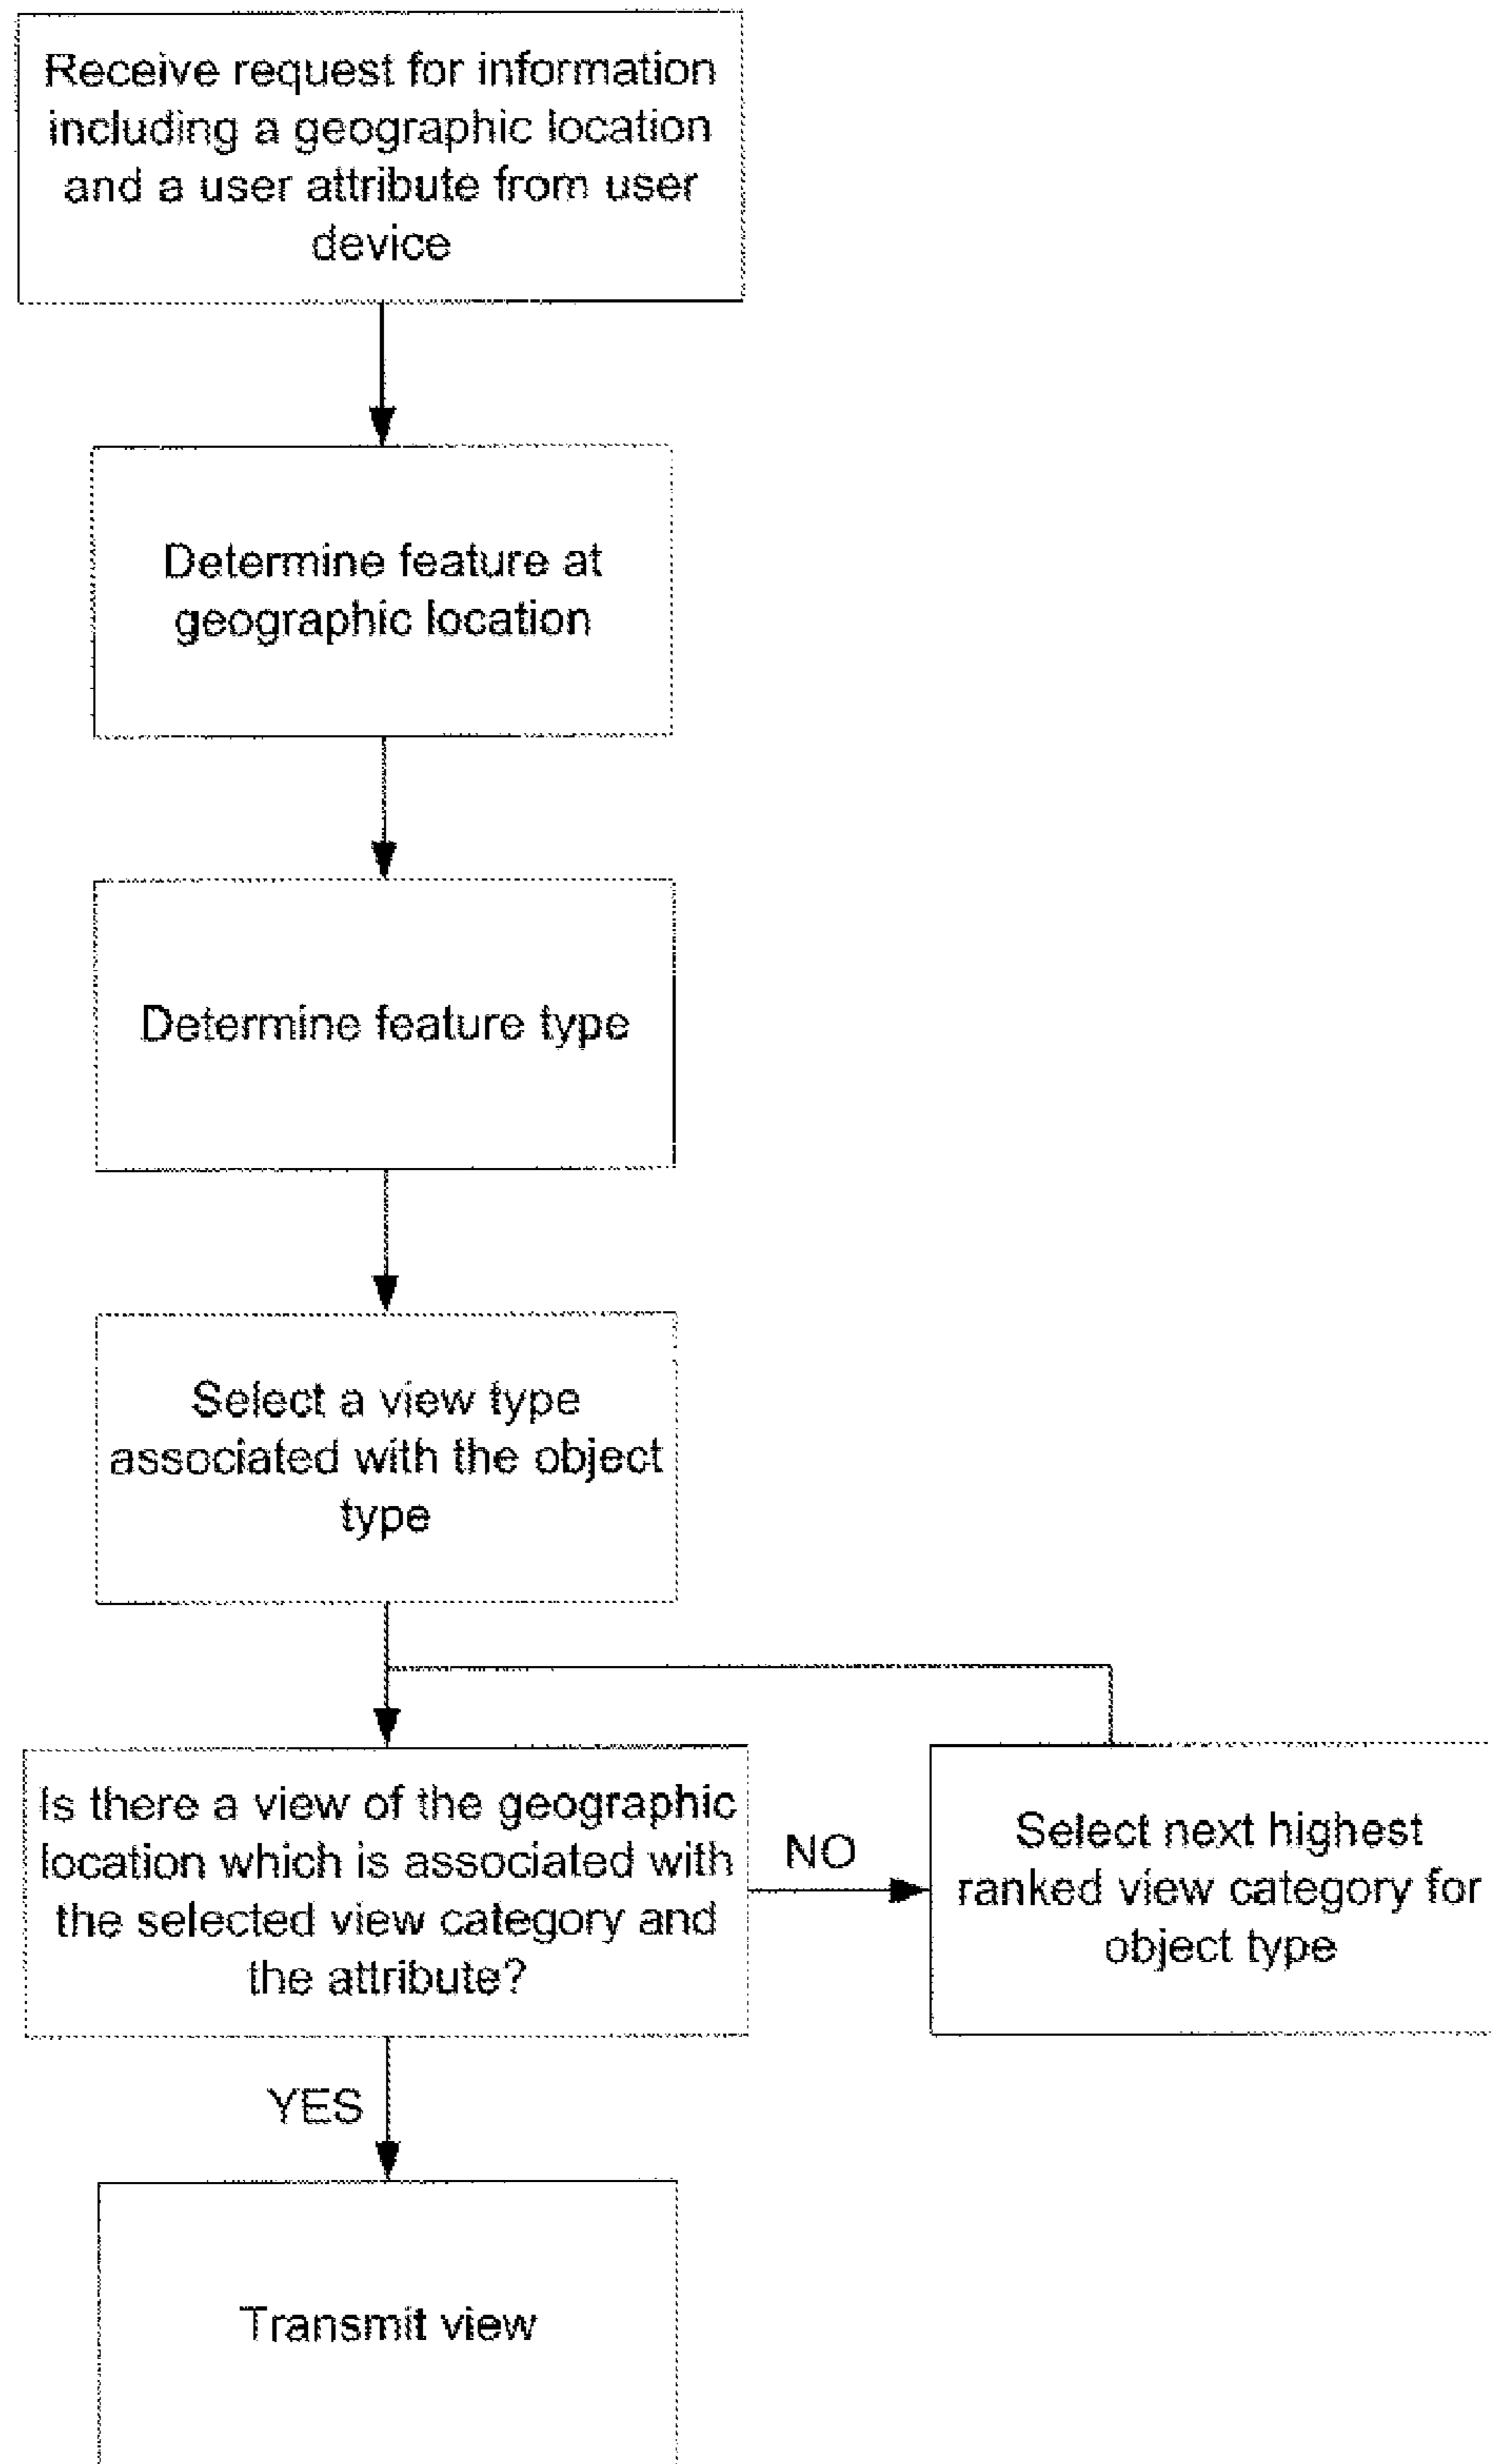 Receive request for information
including a geographic location
and a user attribute from user
device
Determine feature at
geographic location
Determine feature type
Select a view type
associated with the object
type
Is there a view of the geographic
location which is associated with
the selected view category and
the attribute?
NO
Select next highest
ranked view category for
object type
YES
Transmit view